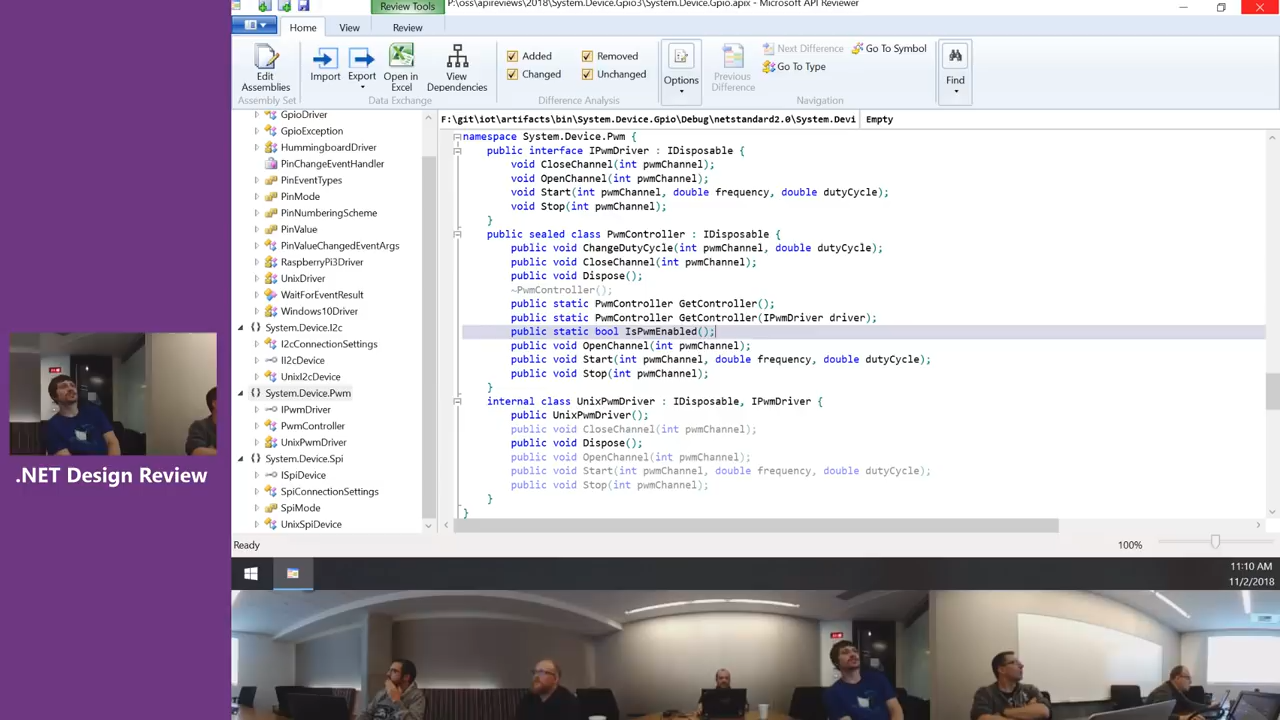 Review Tools
P:\oss\apireviews\2018\System.Device.Gpio3\System.Device.Gpio.apix - Microsoft API Reviewer
Home
View
Review
Edit Assemblies
Assembly Set
Import
Export
Open in Excel
View Dependencies
Data Exchange
Added
Removed
Changed
Unchanged
Difference Analysis
Options
Previous Difference
Next Difference
Go To Symbol
Go To Type
Navigation
Find
GpioDriver
GpioException
HummingboardDriver
PinChangeEventHandler
PinEventTypes
PinMode
PinNumberingScheme
PinValue
PinValueChangedEventArgs
RaspberryPi3Driver
UnixDriver
WaitForEventResult
Windows10Driver
System.Device.I2c
I2cConnectionSettings
II2cDevice
UnixI2cDevice
System.Device.Pwm
IPwmDriver
PwmController
UnixPwmDriver
System.Device.Spi
ISpiDevice
SpiConnectionSettings
SpiMode
UnixSpiDevice
F:\git\iot\artifacts\bin\System.Device.Gpio\Debug\netstandard2.0\System.Devi
Empty
namespace System.Device.Pwm {
public interface IPwmDriver : IDisposable {
void CloseChannel(int pwmChannel);
void OpenChannel(int pwmChannel);
void Start(int pwmChannel, double frequency, double dutyCycle);
void Stop(int pwmChannel);
}
public sealed class PwmController : IDisposable {
public void ChangeDutyCycle(int pwmChannel, double dutyCycle);
public void CloseChannel(int pwmChannel);
public void Dispose();
~PwmController();
public static PwmController GetController();
public static PwmController GetController(IPwmDriver driver);
public static bool IsPwmEnabled();
public void OpenChannel(int pwmChannel);
public void Start(int pwmChannel, double frequency, double dutyCycle);
public void Stop(int pwmChannel);
}
internal class UnixPwmDriver : IDisposable, IPwmDriver {
public UnixPwmDriver();
public void CloseChannel(int pwmChannel);
public void Dispose();
public void OpenChannel(int pwmChannel);
public void Start(int pwmChannel, double frequency, double dutyCycle);
public void Stop(int pwmChannel);
}
}
.NET Design Review
Ready
100%
11:10 AM
11/2/2018